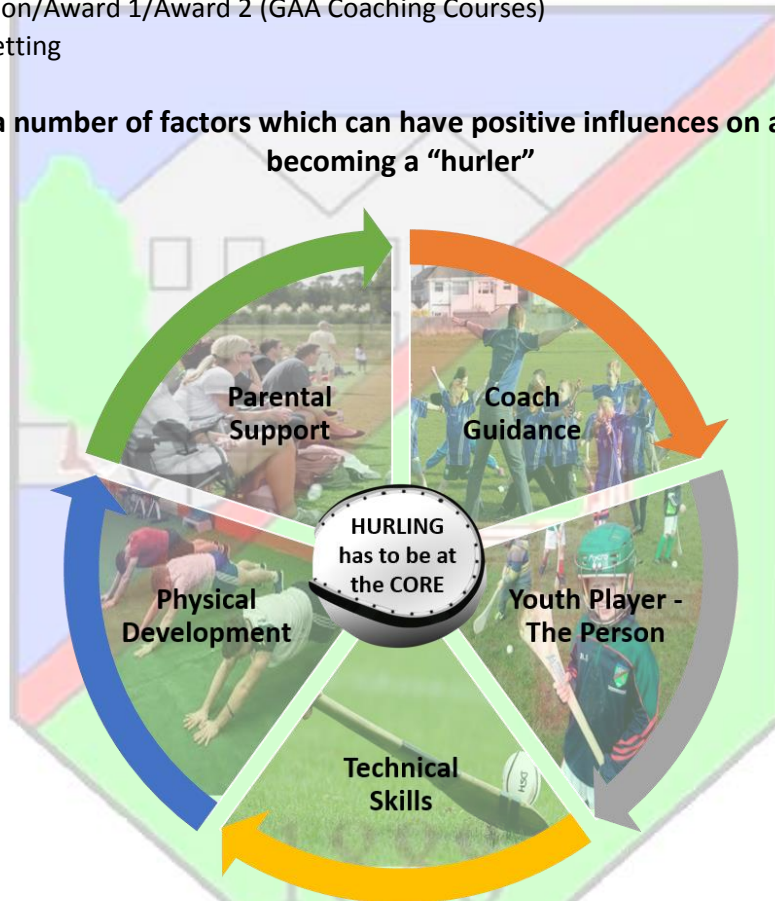 on/Award 1/Award 2 (GAA Coaching Courses)
etting
a number of factors which can have positive influences on a
becoming a “hurler”
Parental
Support
Coach
Guidance
HURLING
has to be at
the CORE
Physical
Development
Youth Player -
The Person
Technical
Skills